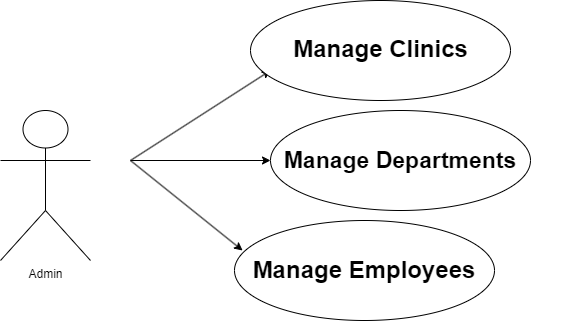 Manage Clinics
Manage Departments
Manage Employees
Admin